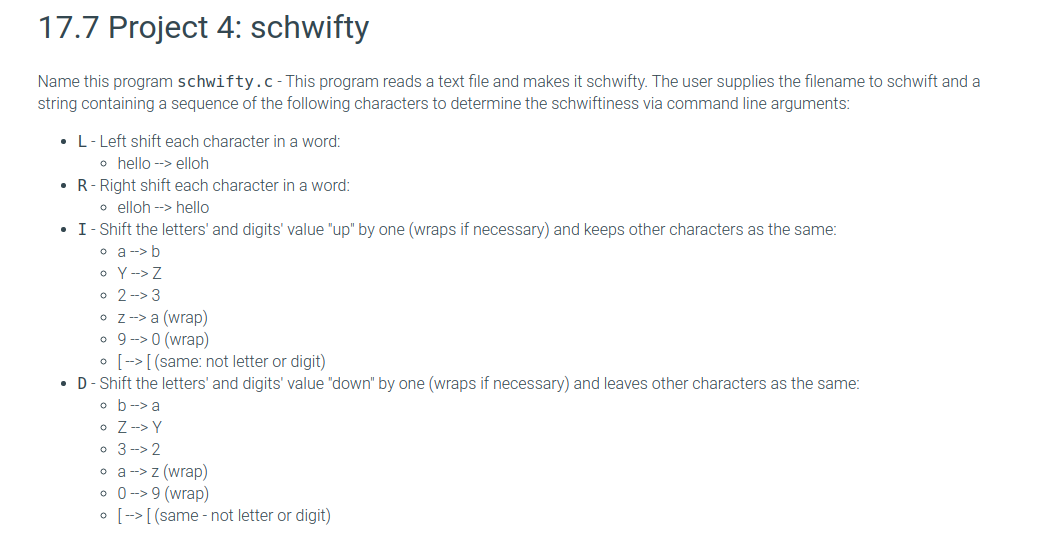 17.7 Project 4: schwifty
Name this program schwifty.c - This program reads a text file and makes it schwifty. The user supplies the filename to schwift and a
string containing a sequence of the following characters to determine the schwiftiness via command line arguments:
• L - Left shift each character in a word:
◦ hello --> elloh
• R - Right shift each character in a word:
◦ elloh --> hello
• I - Shift the letters' and digits' value "up" by one (wraps if necessary) and keeps other characters as the same:
◦ a --> b
◦ Y --> Z
◦ 2 --> 3
◦ z --> a (wrap)
◦ 9 --> 0 (wrap)
◦ [ --> [ (same: not letter or digit)
• D - Shift the letters' and digits' value "down" by one (wraps if necessary) and leaves other characters as the same:
◦ b --> a
◦ Z --> Y
◦ 3 --> 2
◦ a --> z (wrap)
◦ 0 --> 9 (wrap)
◦ [ --> [ (same - not letter or digit)